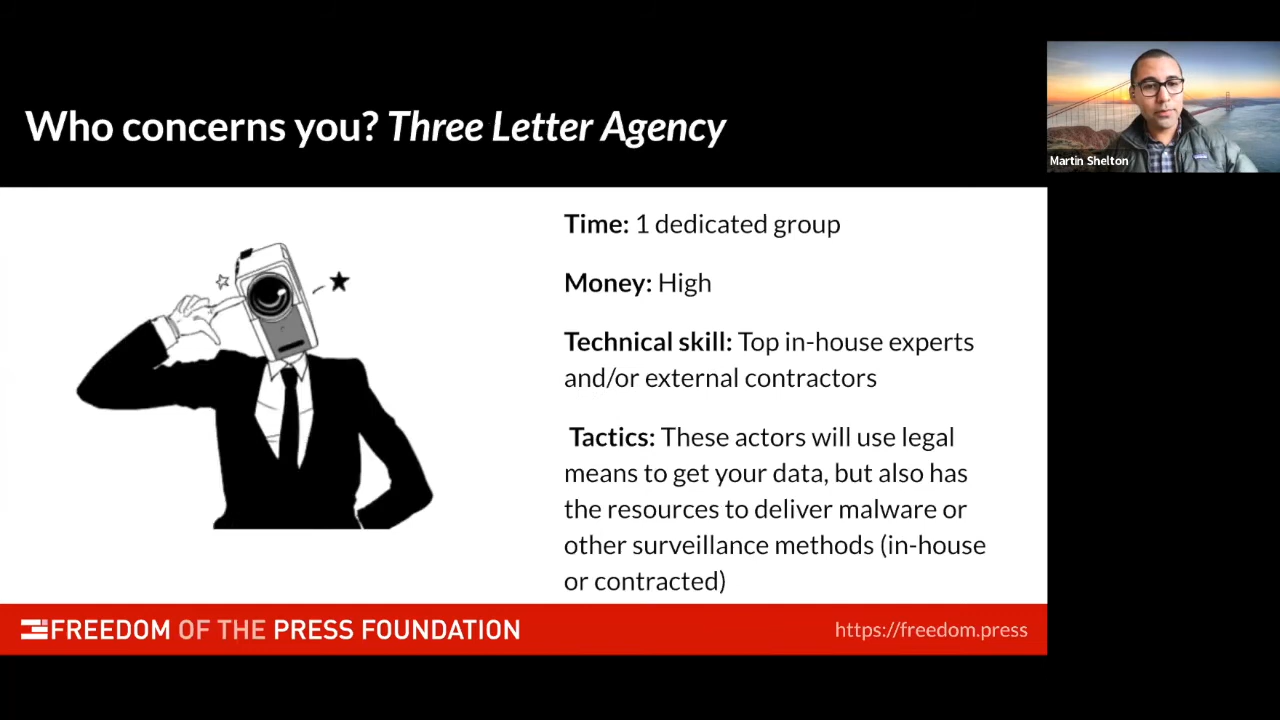 Who concerns you? Three Letter Agency
Martin Shelton
Time: 1 dedicated group
Money: High
Technical skill: Top in-house experts
and/or external contractors
Tactics: These actors will use legal
means to get your data, but also has
the resources to deliver malware or
other surveillance methods (in-house
or contracted)
FREEDOM OF THE PRESS FOUNDATION
https://freedom.press